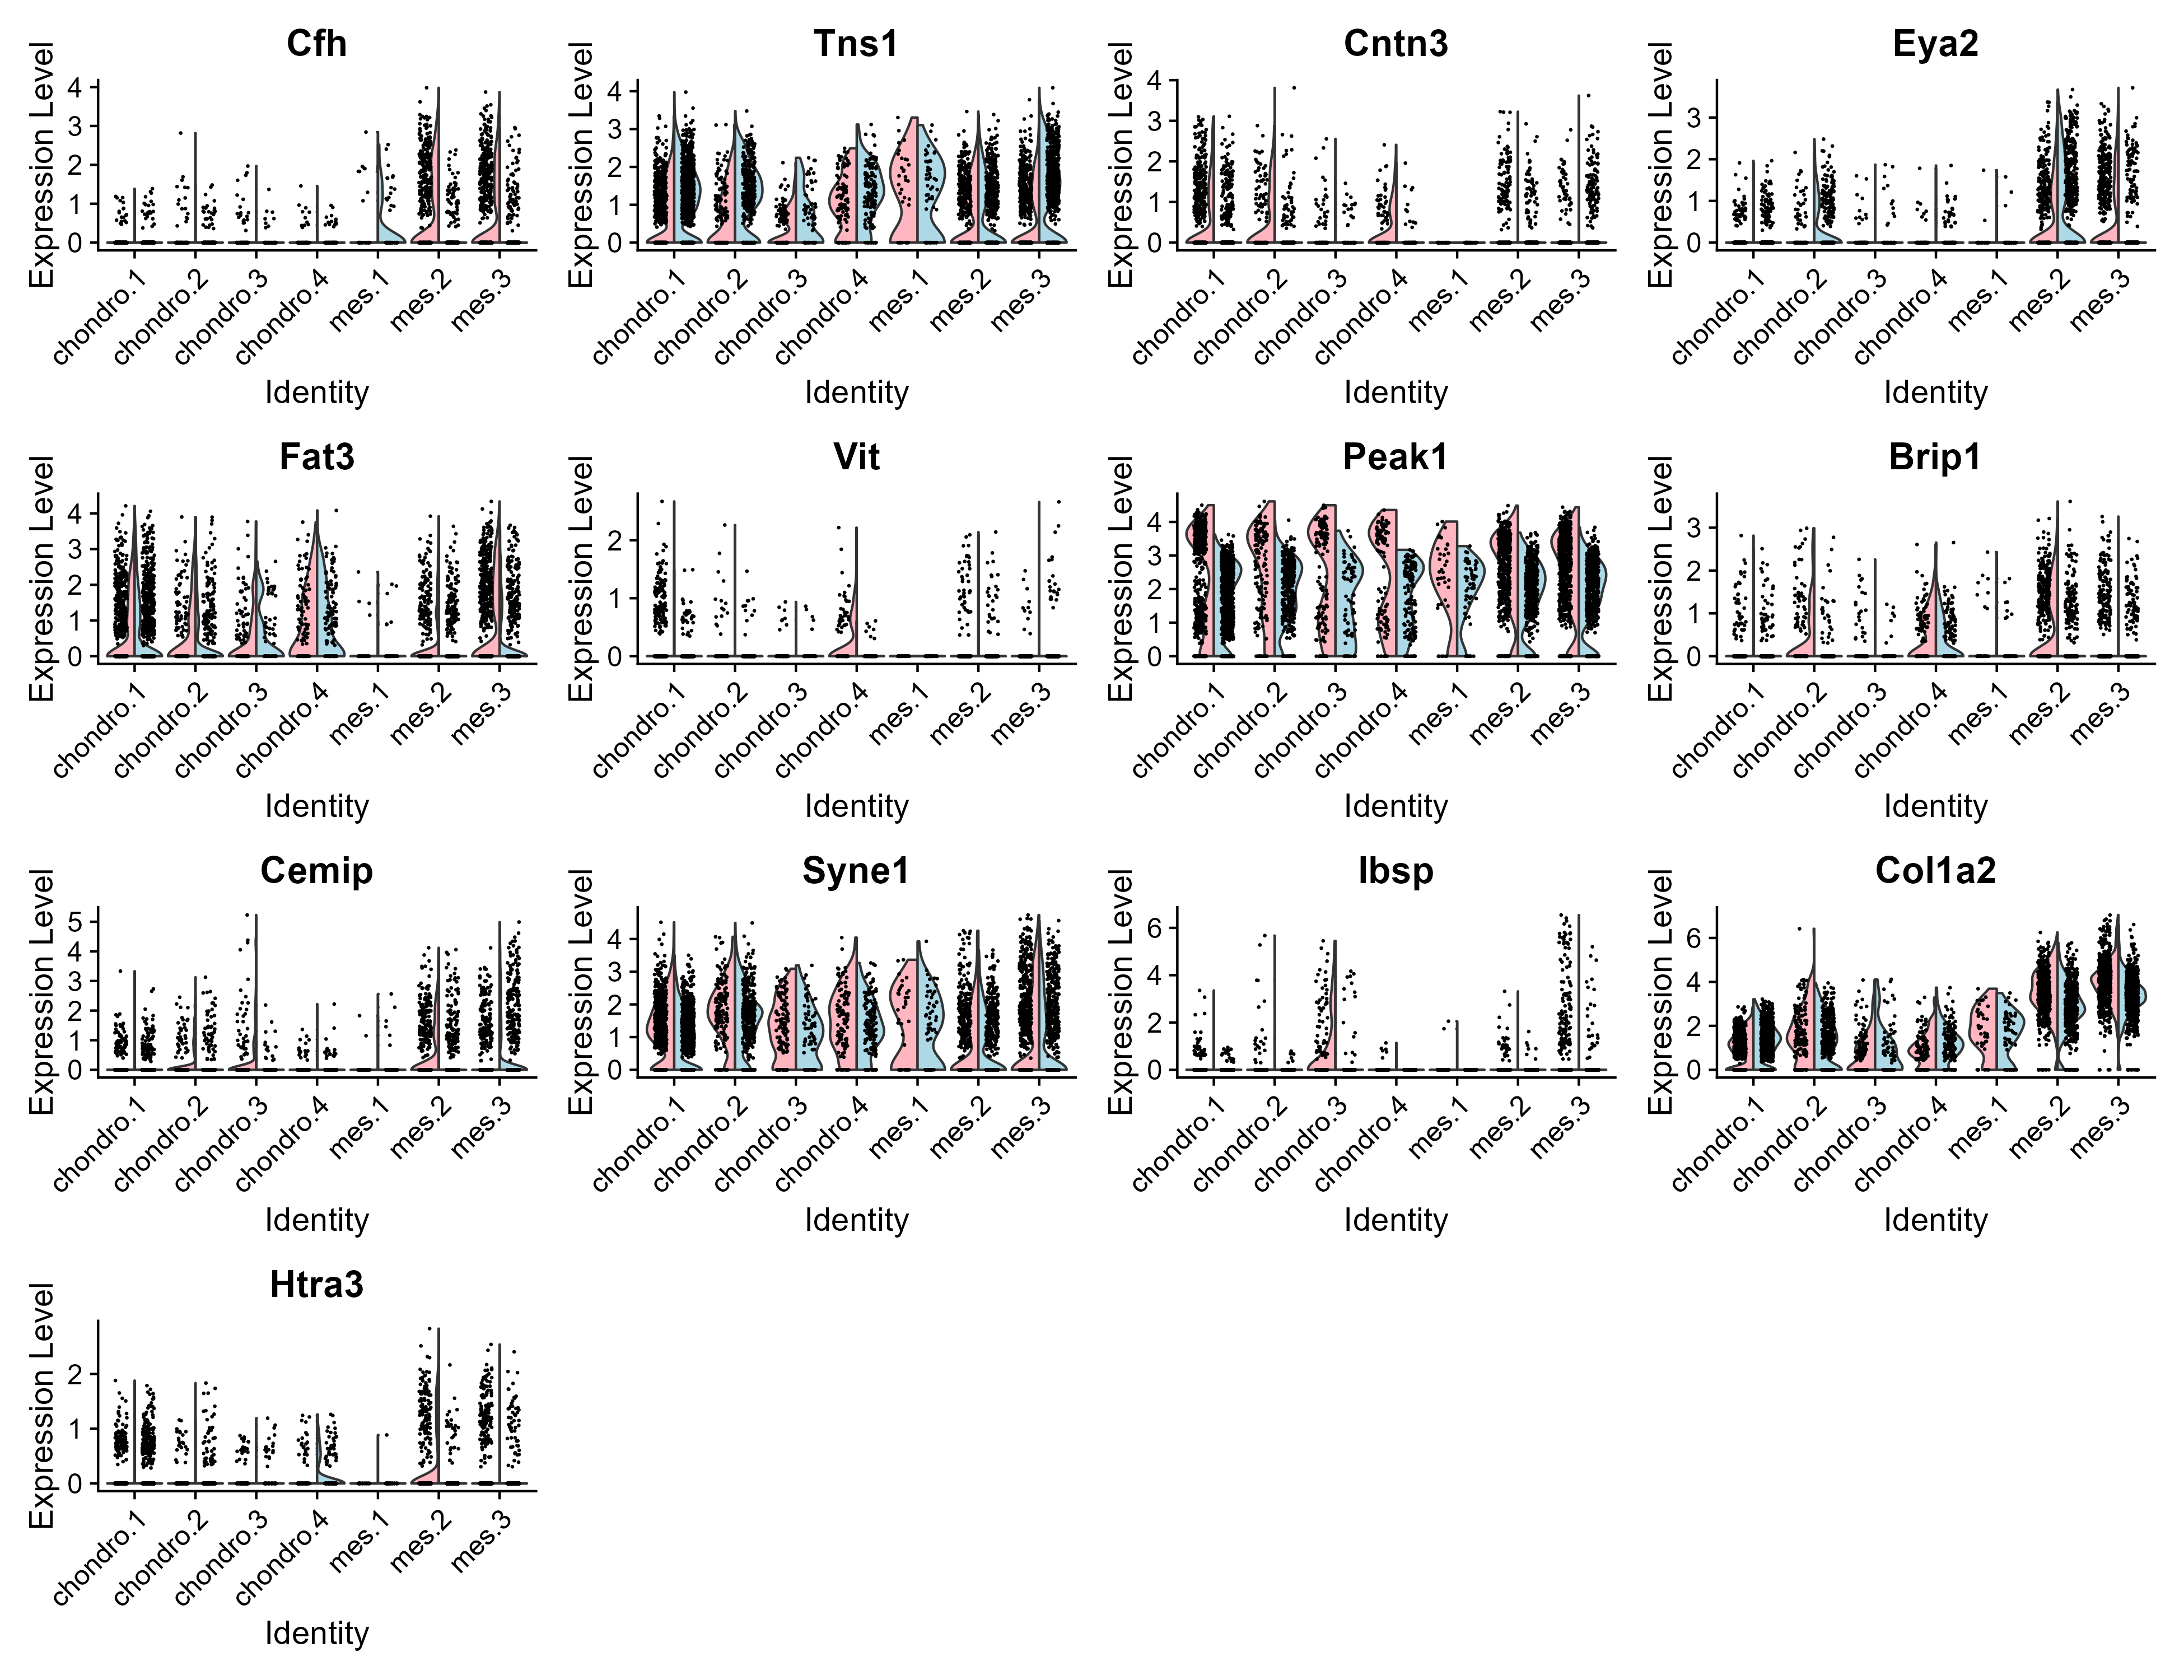 Cfh
Expression Level
4
3
2
1
0
chondro.1
chondro.2
chondro.3
chondro.4
mes.1
mes.2
mes.3
Identity
Tns1
Expression Level
4
3
2
1
0
chondro.1
chondro.2
chondro.3
chondro.4
mes.1
mes.2
mes.3
Identity
Cntn3
Expression Level
4
3
2
1
0
chondro.1
chondro.2
chondro.3
chondro.4
mes.1
mes.2
mes.3
Identity
Eya2
Expression Level
3
2
1
0
chondro.1
chondro.2
chondro.3
chondro.4
mes.1
mes.2
mes.3
Identity
Fat3
Expression Level
4
3
2
1
0
chondro.1
chondro.2
chondro.3
chondro.4
mes.1
mes.2
mes.3
Identity
Vit
Expression Level
2
1
0
chondro.1
chondro.2
chondro.3
chondro.4
mes.1
mes.2
mes.3
Identity
Peak1
Expression Level
4
3
2
1
0
chondro.1
chondro.2
chondro.3
chondro.4
mes.1
mes.2
mes.3
Identity
Brip1
Expression Level
3
2
1
0
chondro.1
chondro.2
chondro.3
chondro.4
mes.1
mes.2
mes.3
Identity
Cemip
Expression Level
5
4
3
2
1
0
chondro.1
chondro.2
chondro.3
chondro.4
mes.1
mes.2
mes.3
Identity
Syne1
Expression Level
4
3
2
1
0
chondro.1
chondro.2
chondro.3
chondro.4
mes.1
mes.2
mes.3
Identity
Ibsp
Expression Level
6
4
2
0
chondro.1
chondro.2
chondro.3
chondro.4
mes.1
mes.2
mes.3
Identity
Col1a2
Expression Level
6
4
2
0
chondro.1
chondro.2
chondro.3
chondro.4
mes.1
mes.2
mes.3
Identity
Htra3
Expression Level
2
1
0
chondro.1
chondro.2
chondro.3
chondro.4
mes.1
mes.2
mes.3
Identity